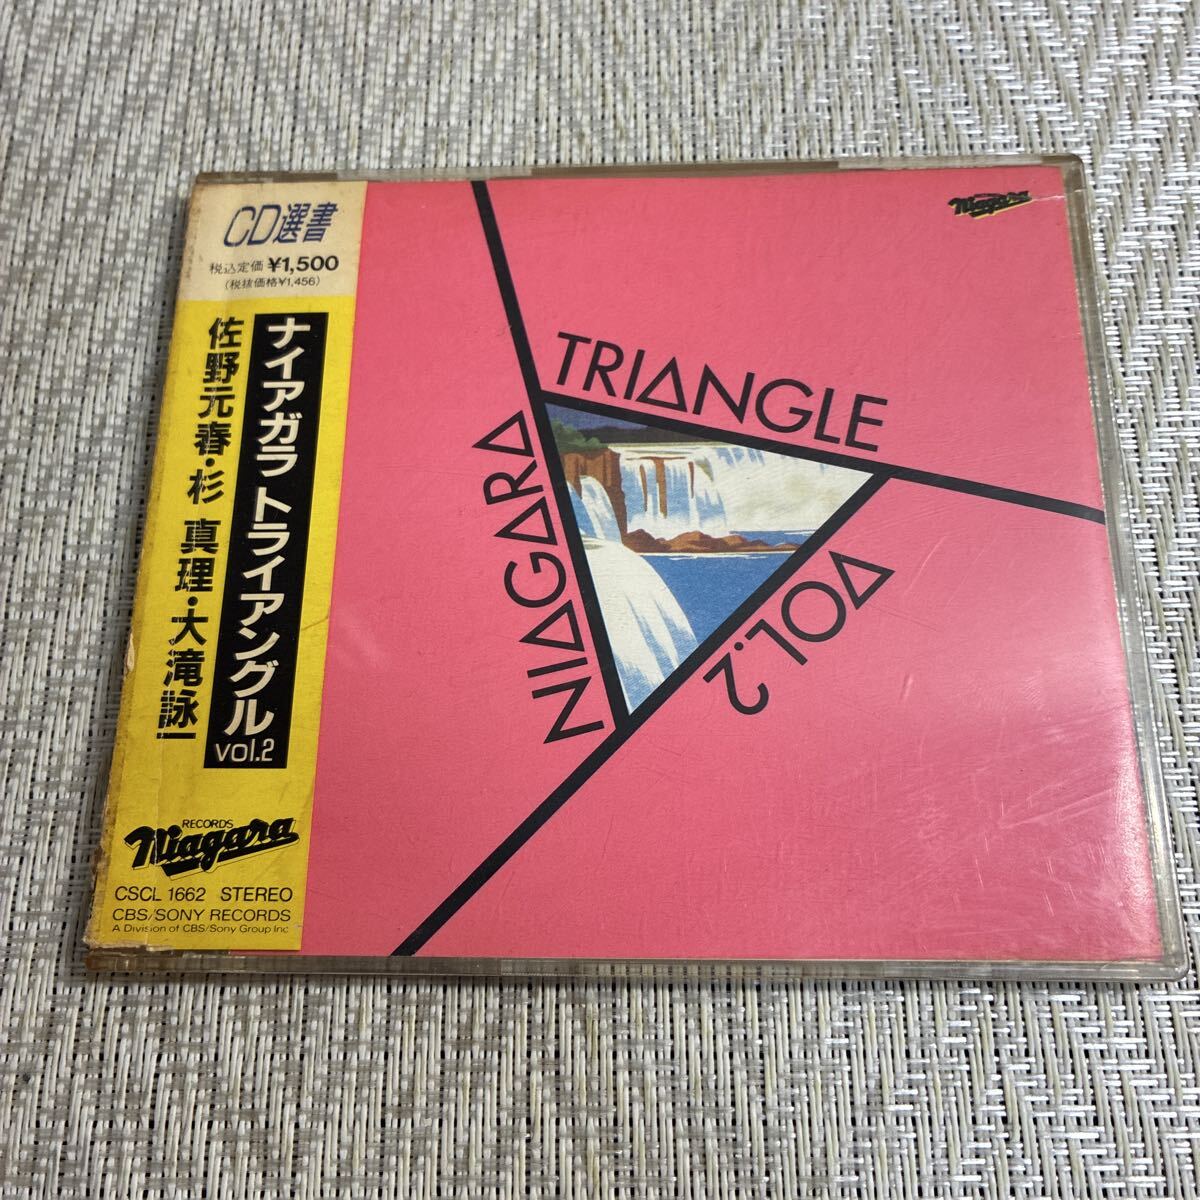 CD選書
税込定価 ¥1,500
(税抜価格¥1,456)
ナイアガラ トライアングル vol.2
佐野元春・杉 真理・大滝詠一
RECORDS
Niagara
CSCL 1662 STEREO
CBS/SONY RECORDS
A Division of CBS/Sony Group Inc
Niagara
NIAGARA
TRIANGLE
VOL.2